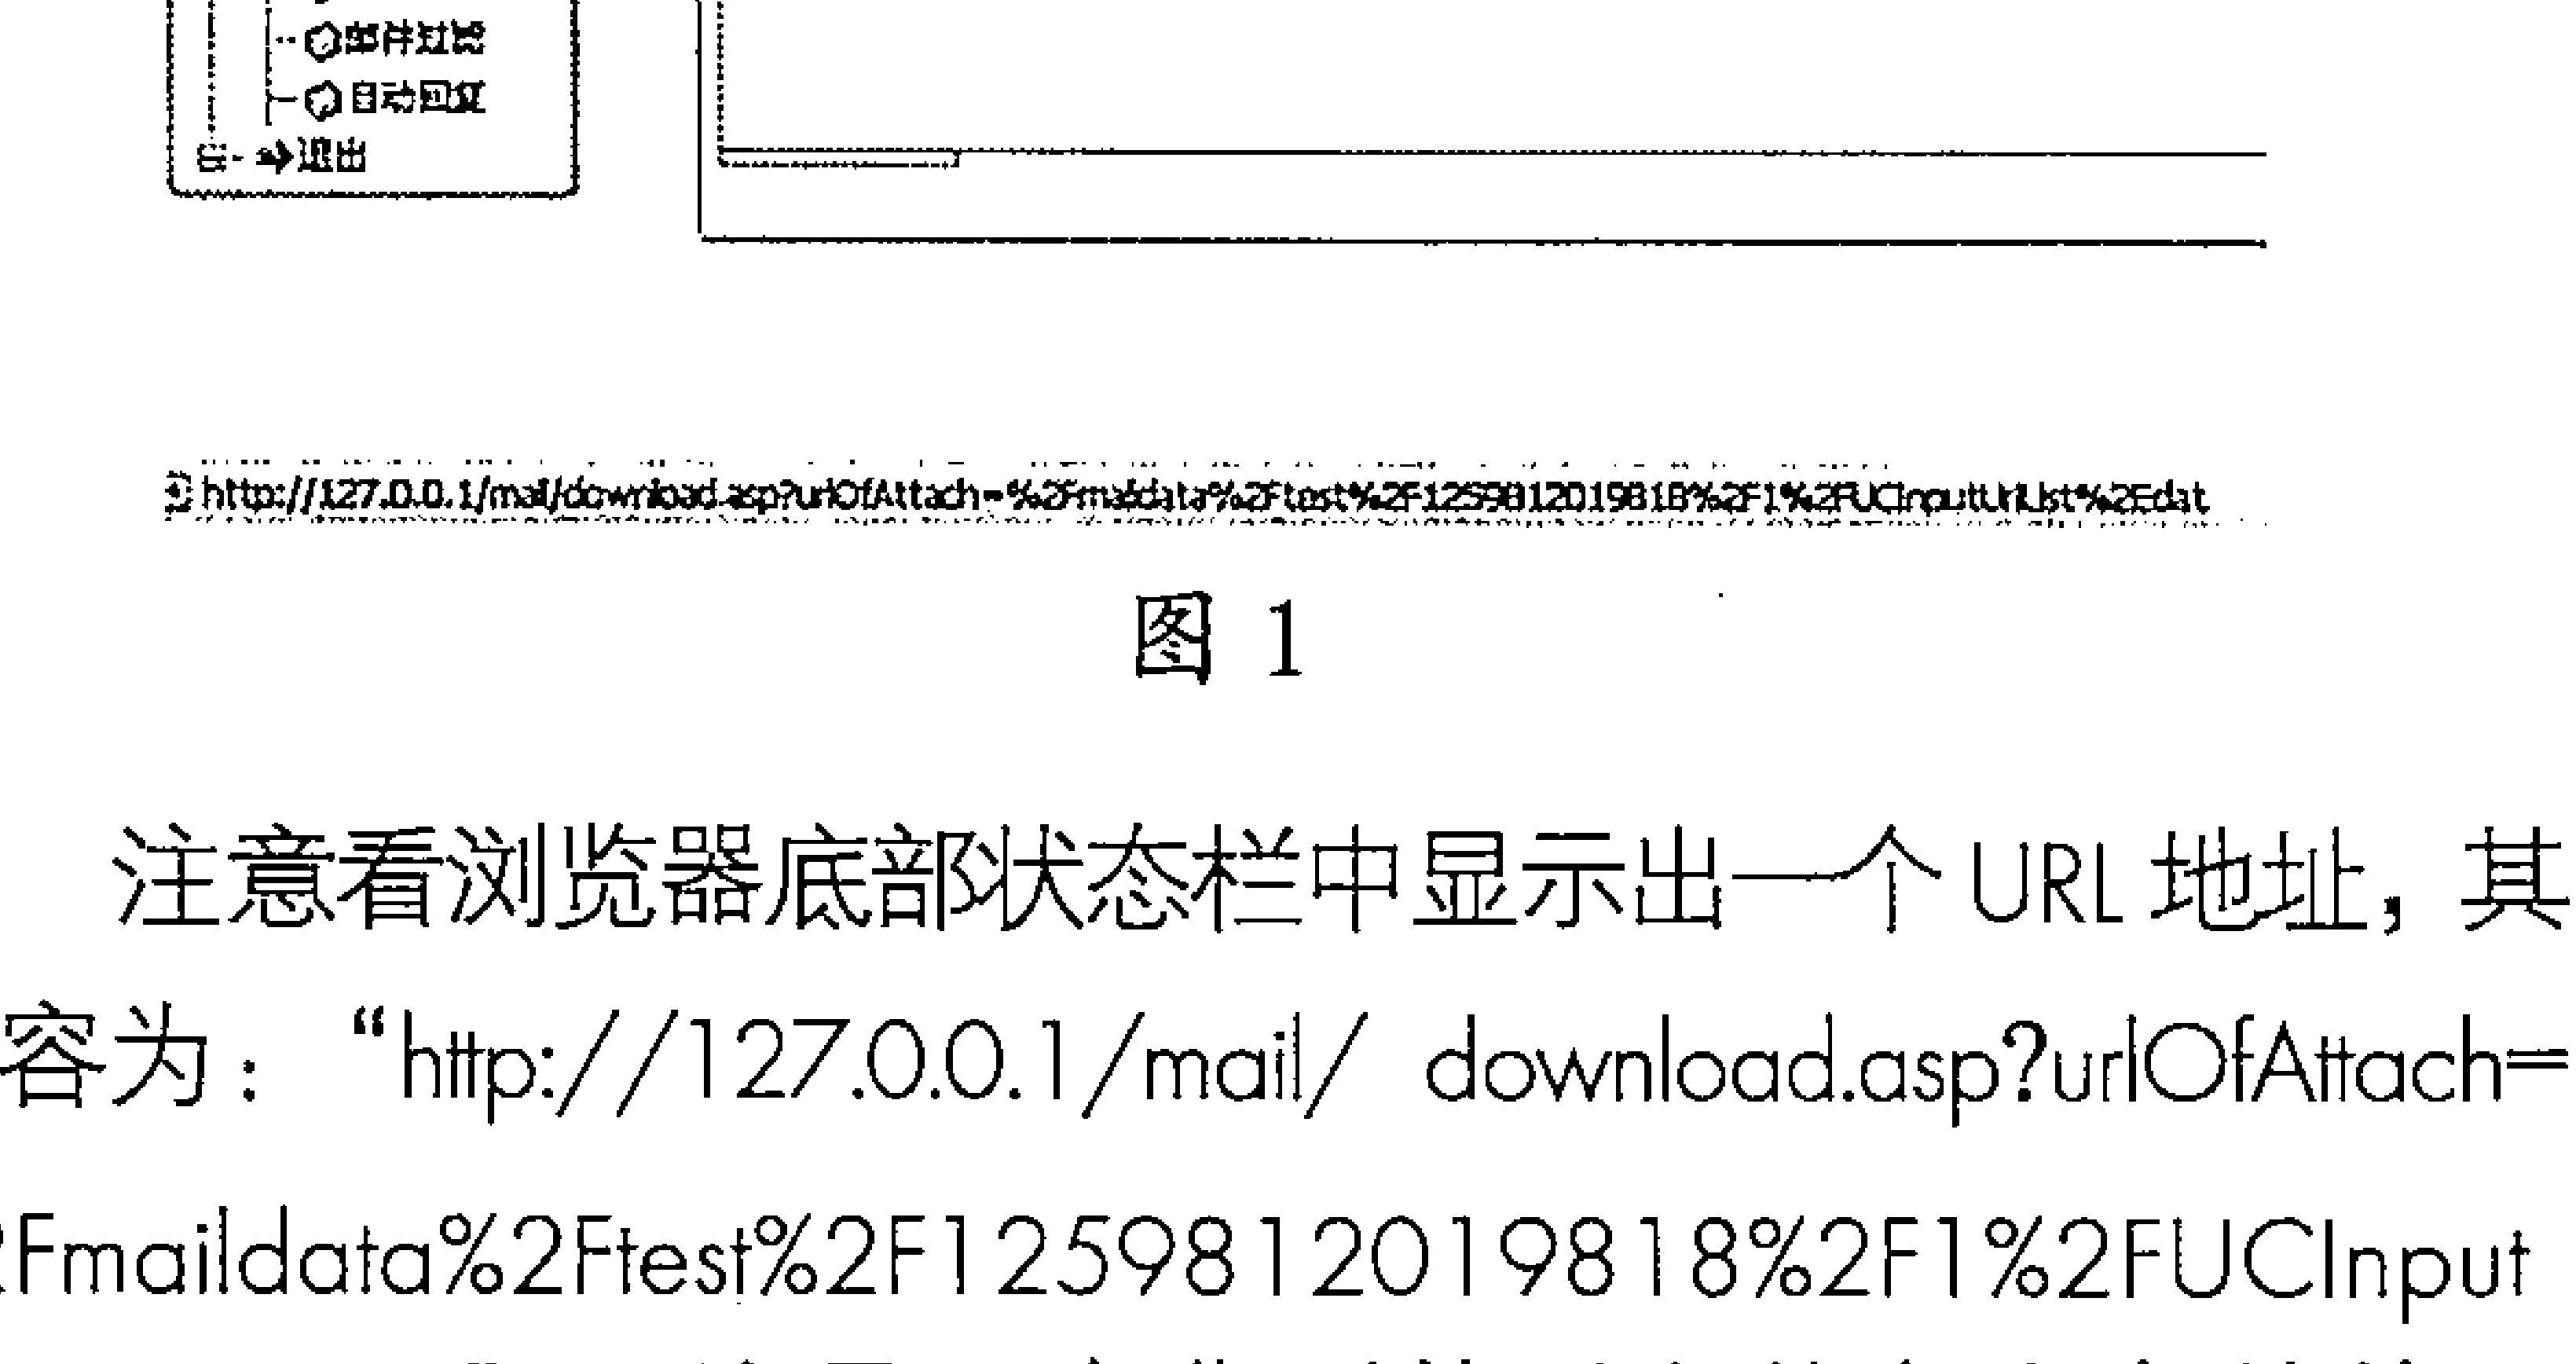 邮件过滤
自动回复
退出
http://127.0.0.1/mail/download.asp?urlOfAttach=%2Fmaildata%2Ftest%2F1259812019818%2F1%2FUCInputUrlList%2Edat
图 1
注意看浏览器底部状态栏中显示出一个 URL 地址，其
容为：“http://127.0.0.1/mail/ download.asp?urlOfAttach=
2Fmaildata%2Ftest%2F1259812019818%2F1%2FUCInput